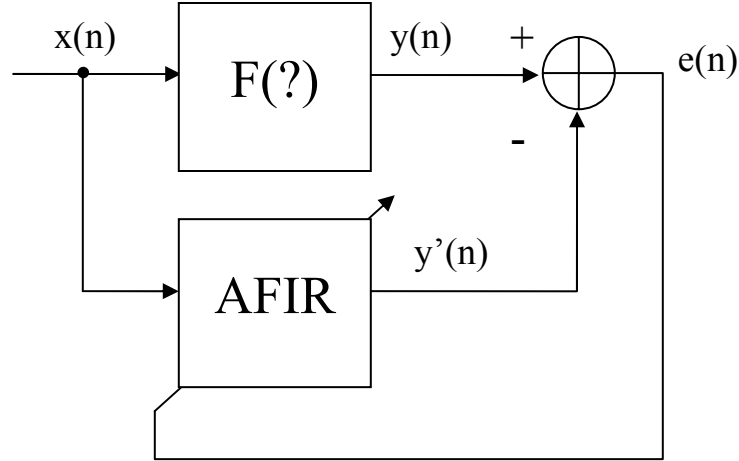 x(n)
F(?)
y(n)
+
e(n)
-
AFIR
y’(n)